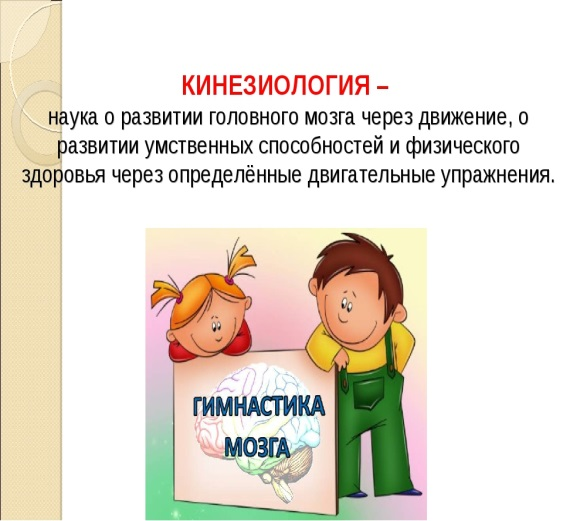 КИНЕЗИОЛОГИЯ –
наука о развитии головного мозга через движение, о
развитии умственных способностей и физического
здоровья через определённые двигательные упражнения.
ГИМНАСТИКА
МОЗГА